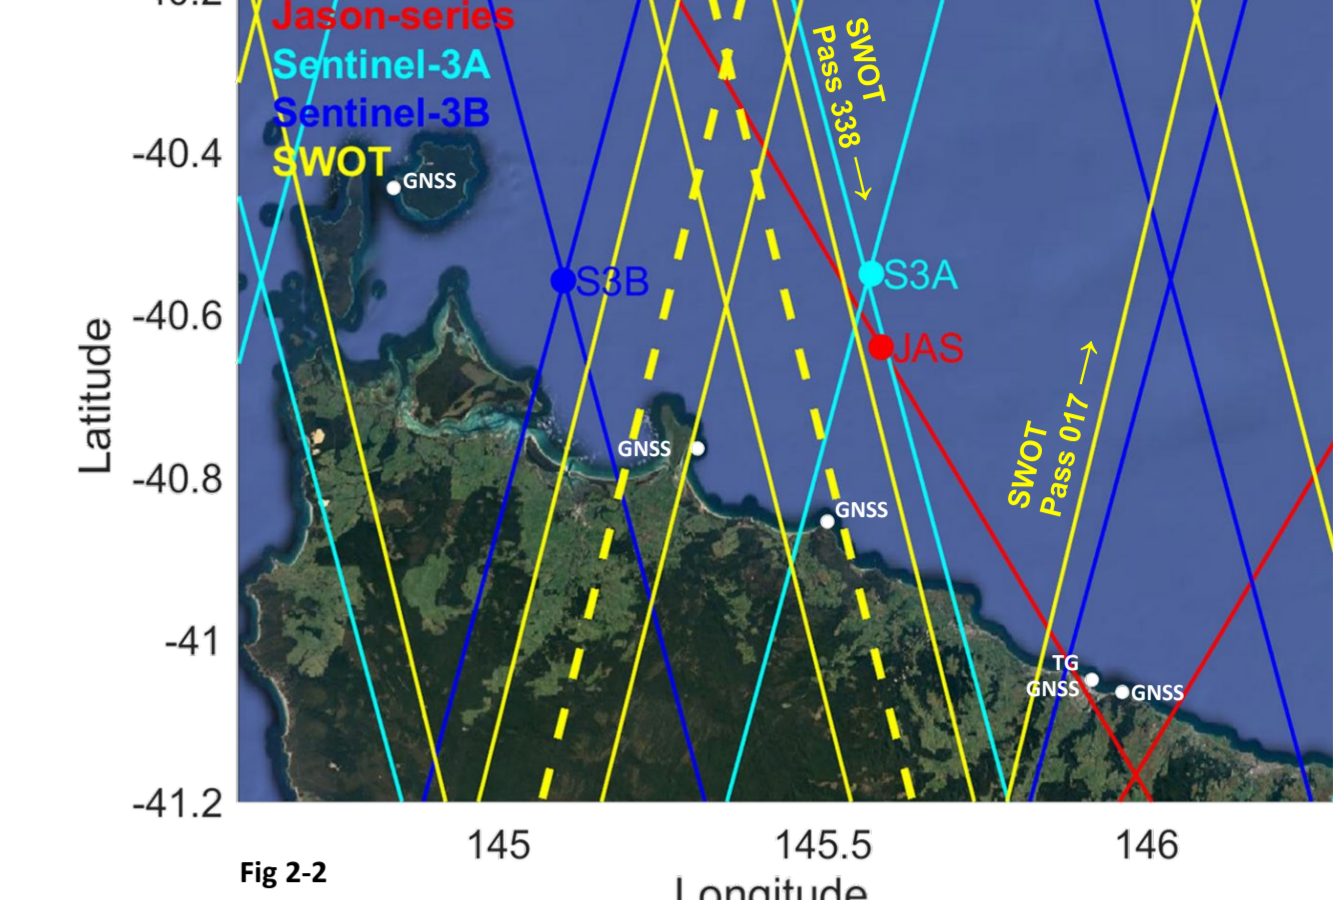 Jason-series
Sentinel-3A
Sentinel-3B
SWOT
SWOT
Pass 338 →
-40.4
GNSS
S3B
S3A
-40.6
JAS
Latitude
SWOT
Pass 017 →
GNSS
-40.8
GNSS
-41
TG
GNSS
GNSS
-41.2
145
145.5
146
Fig 2-2
Longitude